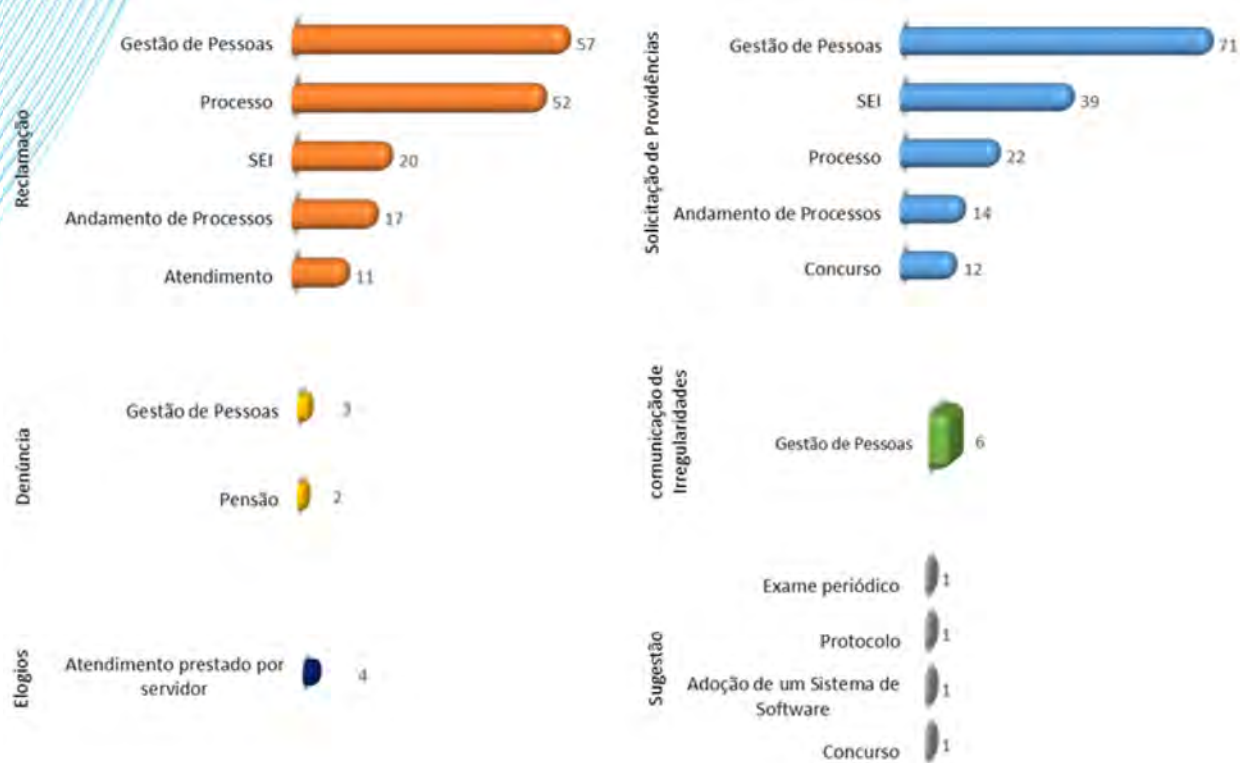 Reclamação
Gestão de Pessoas 57
Processo 52
SEI 20
Andamento de Processos 17
Atendimento 11
Solicitação de Providências
Gestão de Pessoas 71
SEI 39
Processo 22
Andamento de Processos 14
Concurso 12
Denúncia
Gestão de Pessoas 3
Pensão 2
comunicação de
Irregularidades
Gestão de Pessoas 6
Elogios
Atendimento prestado por
servidor 4
Sugestão
Exame periódico 1
Protocolo 1
Adoção de um Sistema de
Software 1
Concurso 1